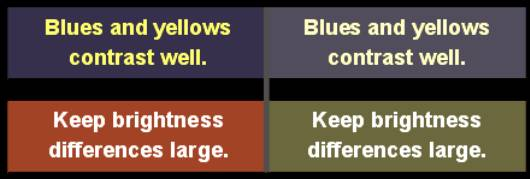 Blues and yellows
contrast well.
Blues and yellows
contrast well.
Keep brightness
differences large.
Keep brightness
differences large.